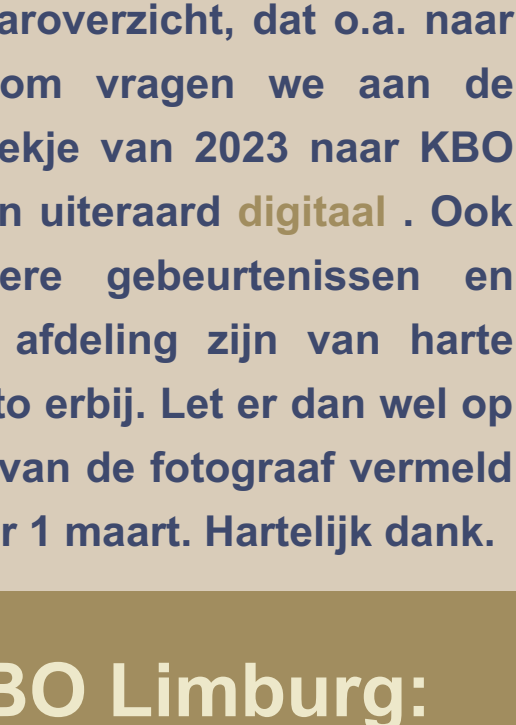 aroverzicht, dat o.a. naar
om vragen we aan de
ekje van 2023 naar KBO
n uiteraard digitaal . Ook
ere gebeurtenissen en
afdeling zijn van harte
to erbij. Let er dan wel op
van de fotograaf vermeld
r 1 maart. Hartelijk dank.
BO Limburg: